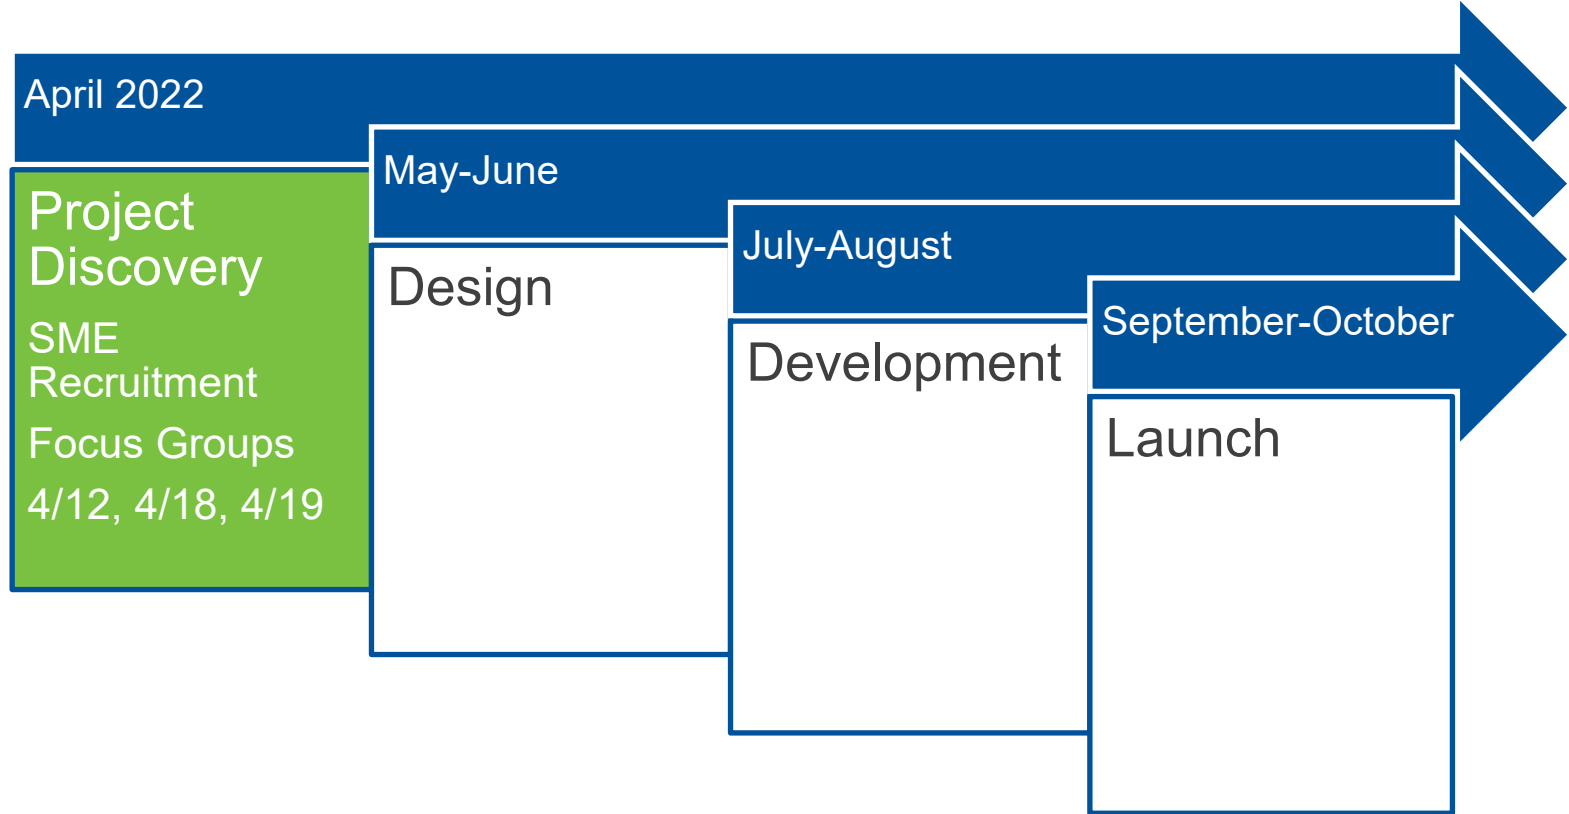 April 2022
Project
Discovery
SME
Recruitment
Focus Groups
4/12, 4/18, 4/19
May-June
Design
July-August
Development
September-October
Launch